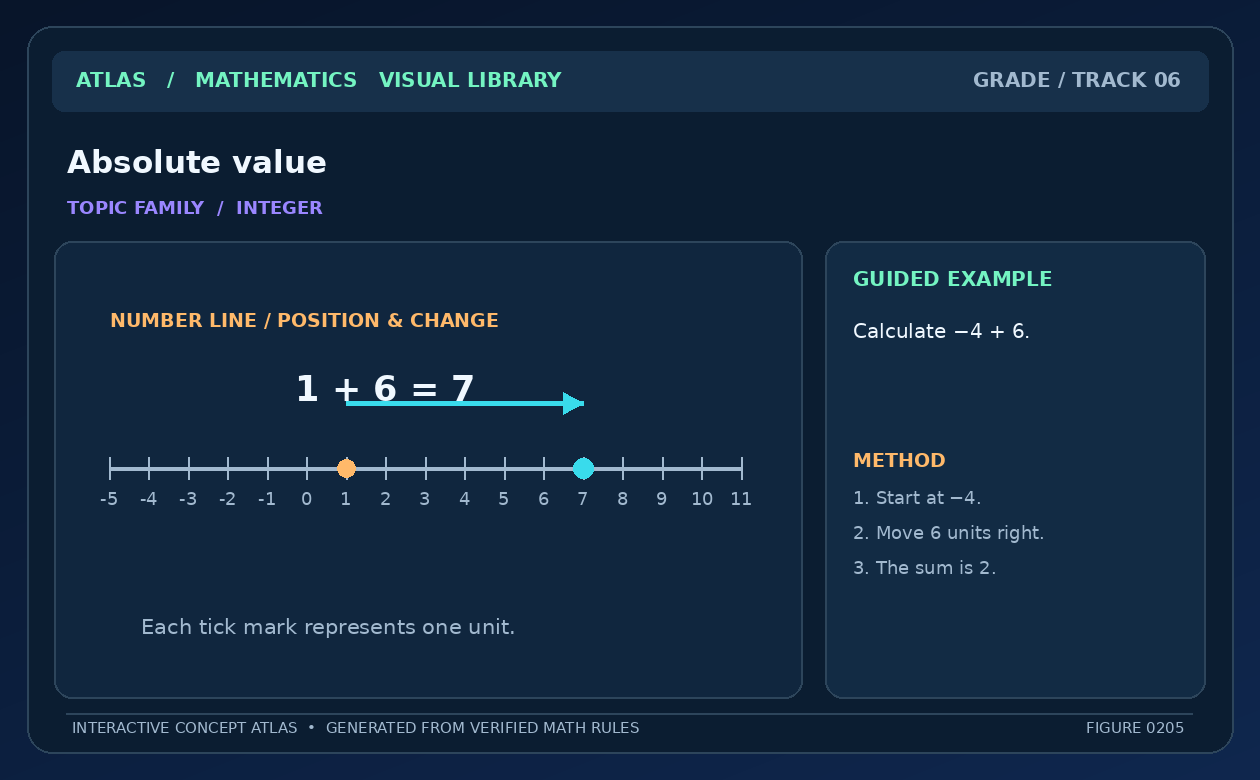 ATLAS / MATHEMATICS VISUAL LIBRARY
GRADE / TRACK 06
Absolute value
TOPIC FAMILY / INTEGER
NUMBER LINE / POSITION & CHANGE
1 + 6 = 7
-5 -4 -3 -2 -1 0 1 2 3 4 5 6 7 8 9 10 11
Each tick mark represents one unit.
GUIDED EXAMPLE
Calculate −4 + 6.
METHOD
1. Start at −4.
2. Move 6 units right.
3. The sum is 2.
INTERACTIVE CONCEPT ATLAS • GENERATED FROM VERIFIED MATH RULES
FIGURE 0205